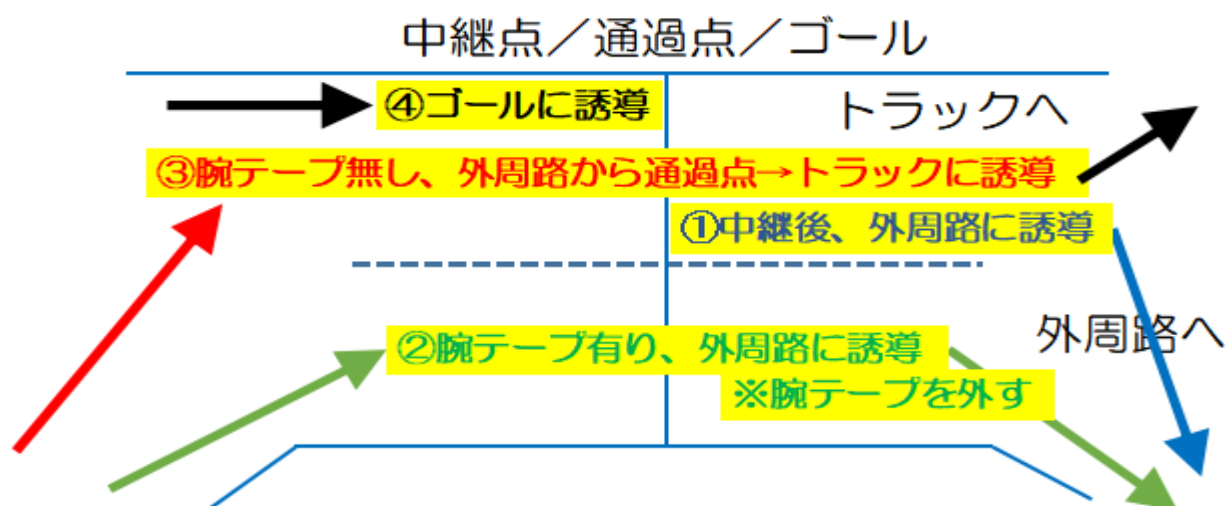 中継点／通過点／ゴール
④ゴールに誘導
トラックへ
③腕テープ無し、外周路から通過点→トラックに誘導
①中継後、外周路に誘導
外周路へ
②腕テープ有り、外周路に誘導
※腕テープを外す